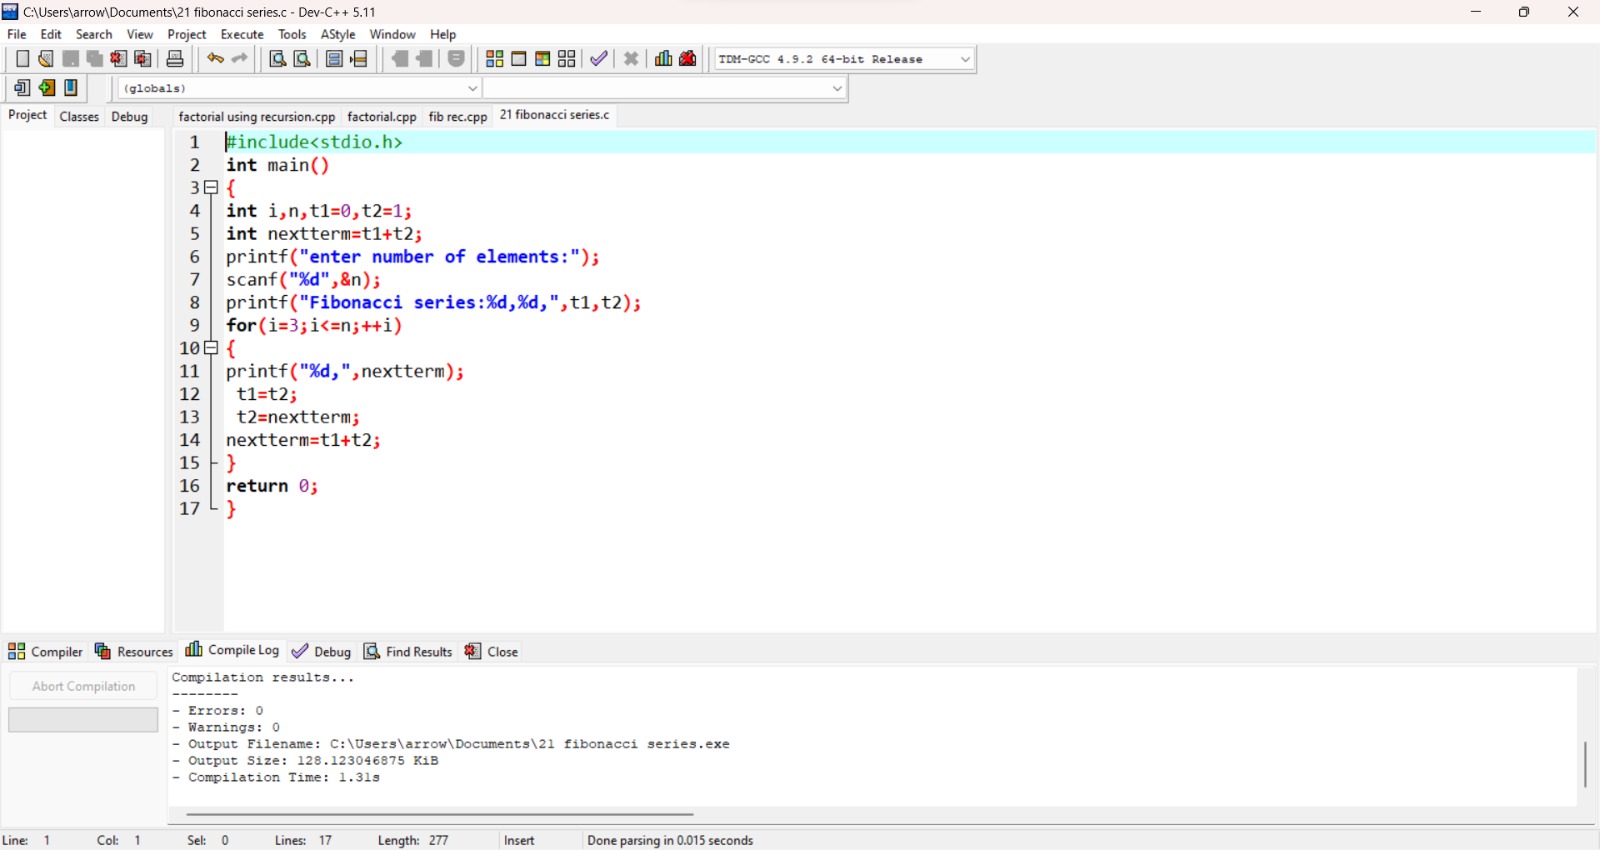 C:\Users\arrow\Documents\21 fibonacci series.c - Dev-C++ 5.11
File Edit Search View Project Execute Tools AStyle Window Help
TDM-GCC 4.9.2 64-bit Release
(globals)
Project Classes Debug factorial using recursion.cpp factorial.cpp fib rec.cpp 21 fibonacci series.c
1 #include<stdio.h>
2 int main()
3 {
4 int i,n,t1=0,t2=1;
5 int nextterm=t1+t2;
6 printf("enter number of elements:");
7 scanf("%d",&n);
8 printf("Fibonacci series:%d,%d,",t1,t2);
9 for(i=3;i<=n;++i)
10 {
11 printf("%d,",nextterm);
12 t1=t2;
13 t2=nextterm;
14 nextterm=t1+t2;
15 }
16 return 0;
17 }
Compiler Resources Compile Log Debug Find Results Close
Abort Compilation
Compilation results...
--------
- Errors: 0
- Warnings: 0
- Output Filename: C:\Users\arrow\Documents\21 fibonacci series.exe
- Output Size: 128.123046875 KiB
- Compilation Time: 1.31s
Line: 1 Col: 1 Sel: 0 Lines: 17 Length: 277 Insert Done parsing in 0.015 seconds